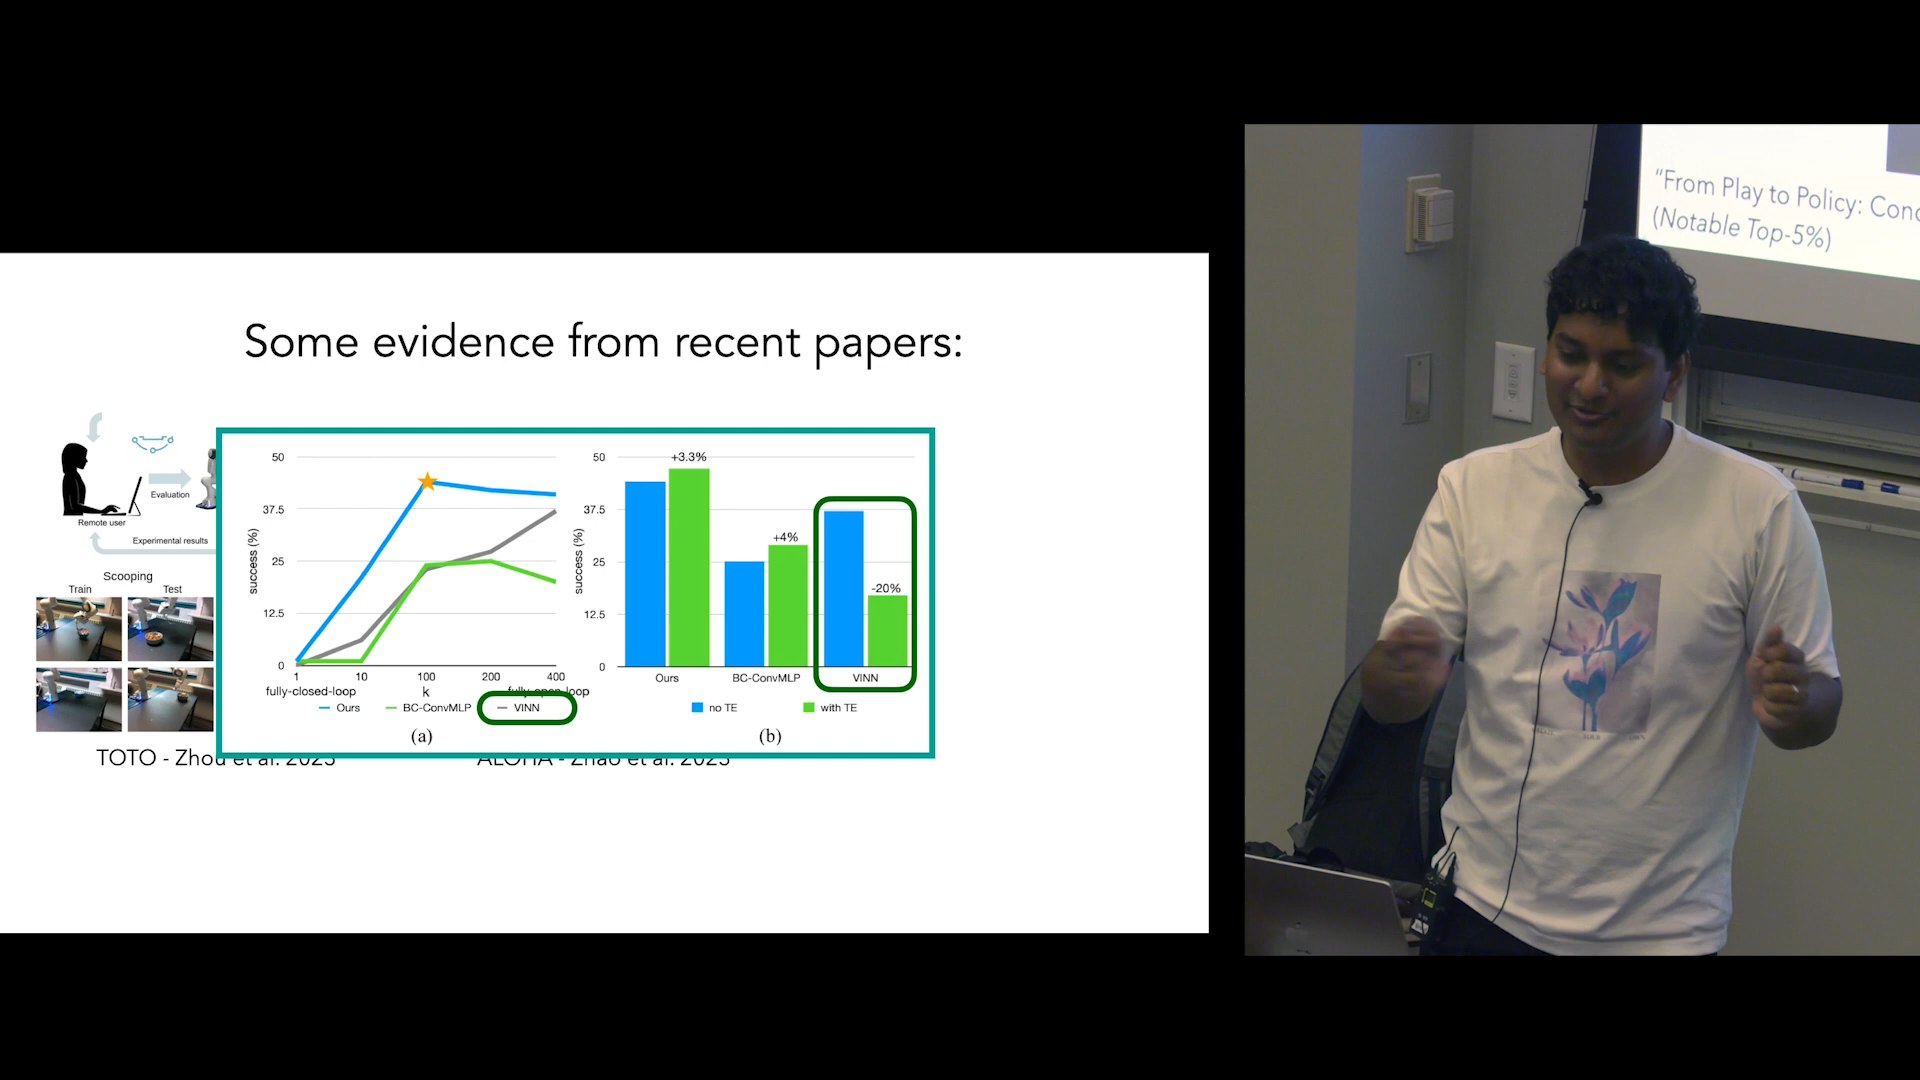 Some evidence from recent papers:
Evaluation
Remote user
Experimental results
Scooping
Train Test
TOTO - Zhou et al. 2023
ALOHA - Zhao et al. 2023
50
37.5
25
12.5
0
success (%)
1 10 100 200 400
fully-closed-loop k fully-open-loop
Ours BC-ConvMLP VINN
(a)
50
37.5
25
12.5
0
success (%)
+3.3%
+4%
-20%
Ours BC-ConvMLP VINN
no TE with TE
(b)
“From Play to Policy: Conc
(Notable Top-5%)